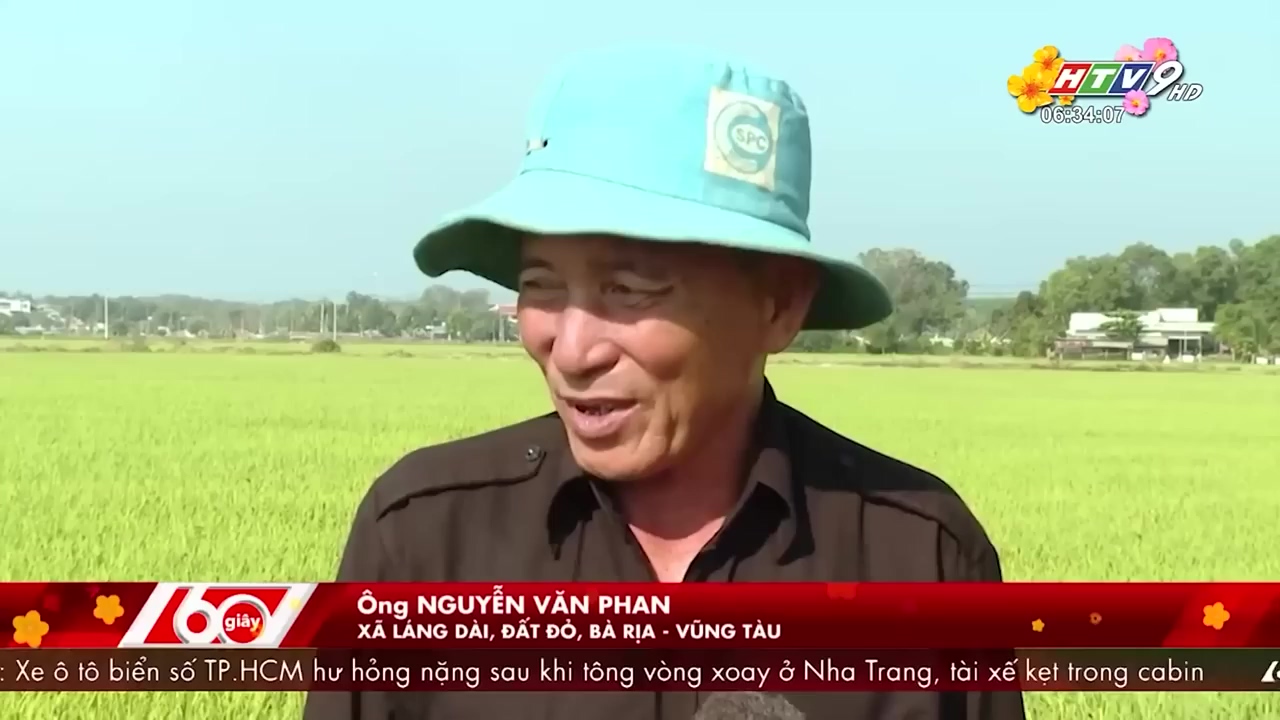 HTV9 HD
06:34:07
SPC
60 giây
Ông NGUYỄN VĂN PHAN
XÃ LÁNG DÀI, ĐẤT ĐỎ, BÀ RỊA - VŨNG TÀU
: Xe ô tô biển số TP.HCM hư hỏng nặng sau khi tông vòng xoay ở Nha Trang, tài xế kẹt trong cabin